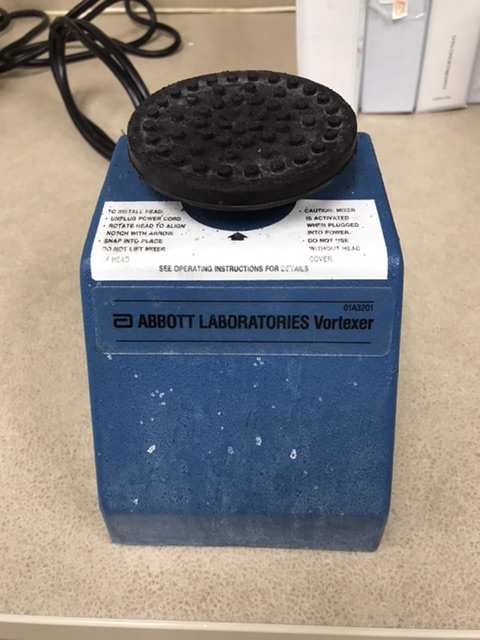 TO INSTALL HEAD:
• UNPLUG POWER CORD
• ROTATE HEAD TO ALIGN
NOTCH WITH ARROW.
• SNAP INTO PLACE
DO NOT LIFT MIXER
HEAD.
• CAUTION: MIXER
IS ACTIVATED
WHEN PLUGGED
INTO POWER.
• DO NOT USE
WITHOUT HEAD
COVER.
SEE OPERATING INSTRUCTIONS FOR DETAILS
01A3201
ABBOTT LABORATORIES Vortexer